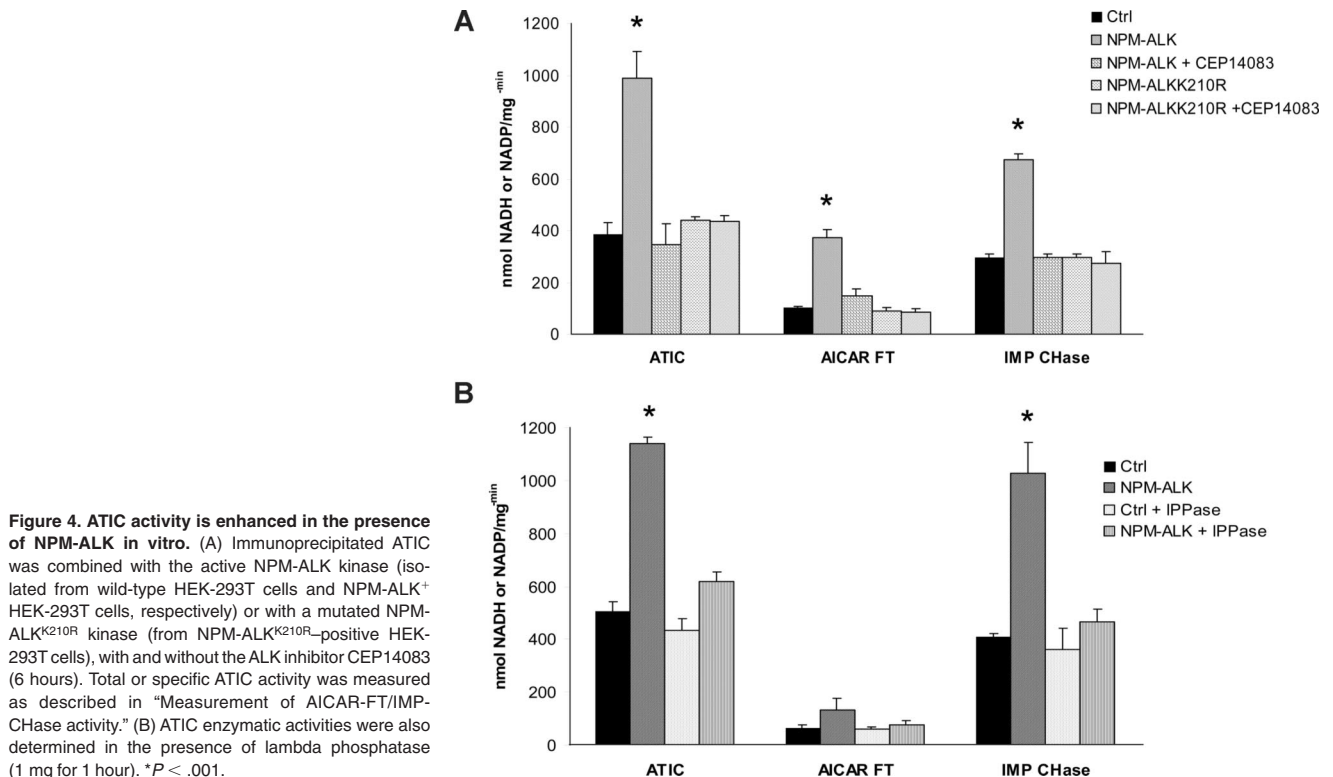 A
1200
1000
800
600
400
200
0
nmol NADH or NADP/mg -min
*
*
*
ATIC
AICAR FT
IMP CHase
Ctrl
NPM-ALK
NPM-ALK + CEP14083
NPM-ALKK210R
NPM-ALKK210R +CEP14083
B
1200
1000
800
600
400
200
0
nmol NADH or NADP/mg-min
*
*
ATIC
AICAR FT
IMP CHase
Ctrl
NPM-ALK
Ctrl + lPPase
NPM-ALK + lPPase
Figure 4. ATIC activity is enhanced in the presence
of NPM-ALK in vitro. (A) Immunoprecipitated ATIC
was combined with the active NPM-ALK kinase (iso-
lated from wild-type HEK-293T cells and NPM-ALK+
HEK-293T cells, respectively) or with a mutated NPM-
ALKK210R kinase (from NPM-ALKK210R–positive HEK-
293T cells), with and without the ALK inhibitor CEP14083
(6 hours). Total or specific ATIC activity was measured
as described in “Measurement of AICAR-FT/IMP-
CHase activity.” (B) ATIC enzymatic activities were also
determined in the presence of lambda phosphatase
(1 mg for 1 hour). *P < .001.